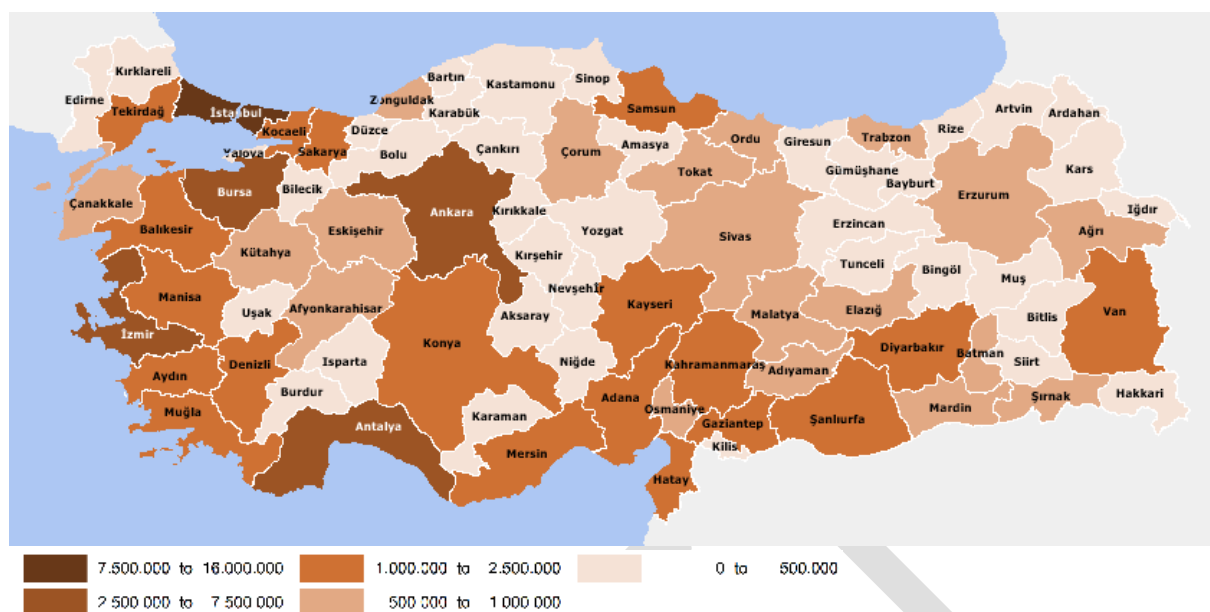 Kırklareli
Edirne
Tekirdağ
İstanbul
Kocaeli
Yalova
Sakarya
Düzce
Zonguldak
Bartın
Karabük
Kastamonu
Sinop
Samsun
Bolu
Çankırı
Çorum
Amasya
Ordu
Tokat
Giresun
Trabzon
Rize
Artvin
Ardahan
Gümüşhane
Bayburt
Erzurum
Kars
Iğdır
Ağrı
Çanakkale
Balıkesir
Bursa
Bilecik
Kütahya
Eskişehir
Ankara
Kırıkkale
Kırşehir
Yozgat
Sivas
Erzincan
Tunceli
Bingöl
Muş
Bitlis
Van
Manisa
İzmir
Uşak
Afyonkarahisar
Konya
Aksaray
Nevşehir
Kayseri
Malatya
Elazığ
Diyarbakır
Batman
Siirt
Hakkari
Şırnak
Mardin
Aydın
Denizli
Muğla
Isparta
Burdur
Antalya
Karaman
Niğde
Mersin
Adana
Kahramanmaraş
Osmaniye
Adıyaman
Gaziantep
Kilis
Şanlıurfa
Hatay
7.500.000 to 16.000.000
1.000.000 to 2.500.000
0 to 500.000
2 500 000 to 7 500 000
500 000 to 1 000 000